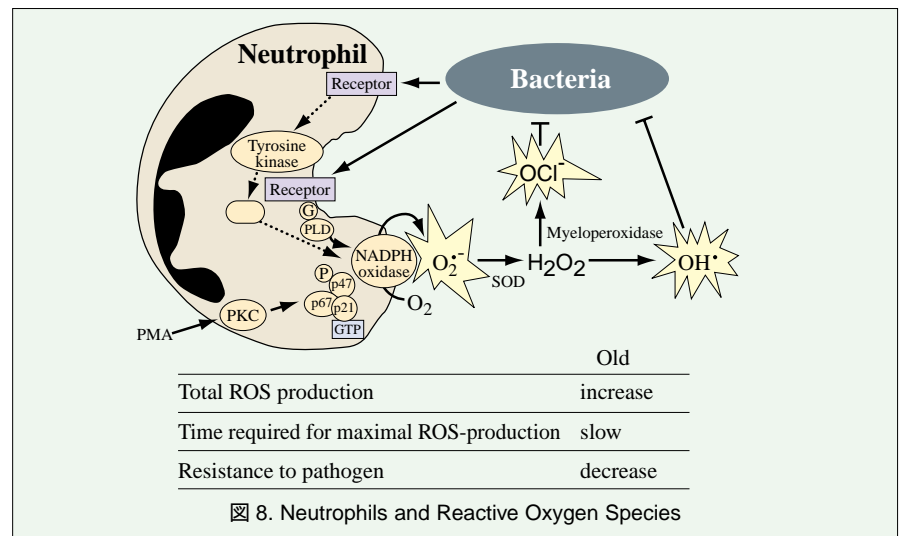 Neutrophil
Receptor
Bacteria
Tyrosine
kinase
Receptor
OCl⁻
G
PLD
Myeloperoxidase
NADPH
oxidase
O₂•⁻
SOD
H₂O₂
OH•
P
p47
p67
p21
GTP
O₂
PKC
PMA
Old
Total ROS production increase
Time required for maximal ROS-production slow
Resistance to pathogen decrease
図 8. Neutrophils and Reactive Oxygen Species